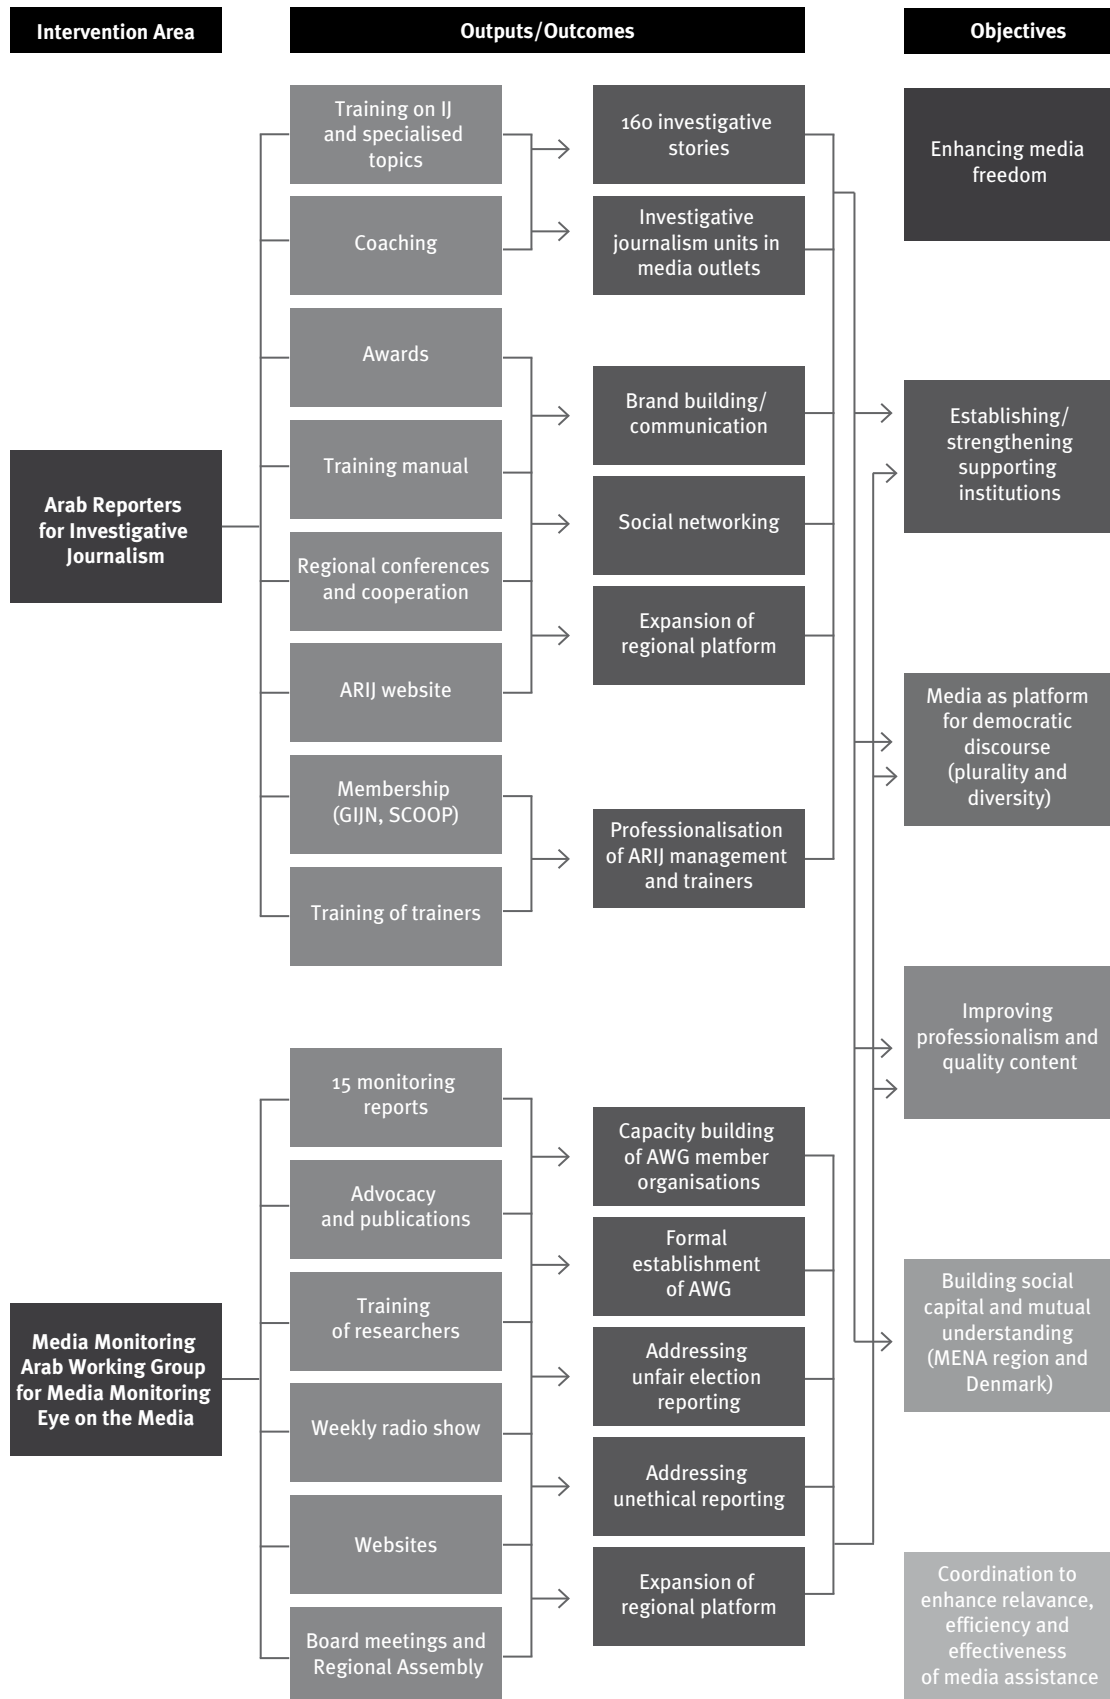 Intervention Area
Outputs/Outcomes
Objectives
Arab Reporters
for Investigative
Journalism
Training on IJ
and specialised
topics
Coaching
Awards
Training manual
Regional conferences
and cooperation
ARIJ website
Membership
(GIJN, SCOOP)
Training of trainers
160 investigative
stories
Investigative
journalism units in
media outlets
Brand building/
communication
Social networking
Expansion of
regional platform
Professionalisation
of ARIJ management
and trainers
Media Monitoring
Arab Working Group
for Media Monitoring
Eye on the Media
15 monitoring
reports
Advocacy
and publications
Training
of researchers
Weekly radio show
Websites
Board meetings and
Regional Assembly
Capacity building
of AWG member
organisations
Formal
establishment
of AWG
Addressing
unfair election
reporting
Addressing
unethical reporting
Expansion of
regional platform
Enhancing media
freedom
Establishing/
strengthening
supporting
institutions
Media as platform
for democratic
discourse
(plurality and
diversity)
Improving
professionalism and
quality content
Building social
capital and mutual
understanding
(MENA region and
Denmark)
Coordination to
enhance relavance,
efficiency and
effectiveness
of media assistance